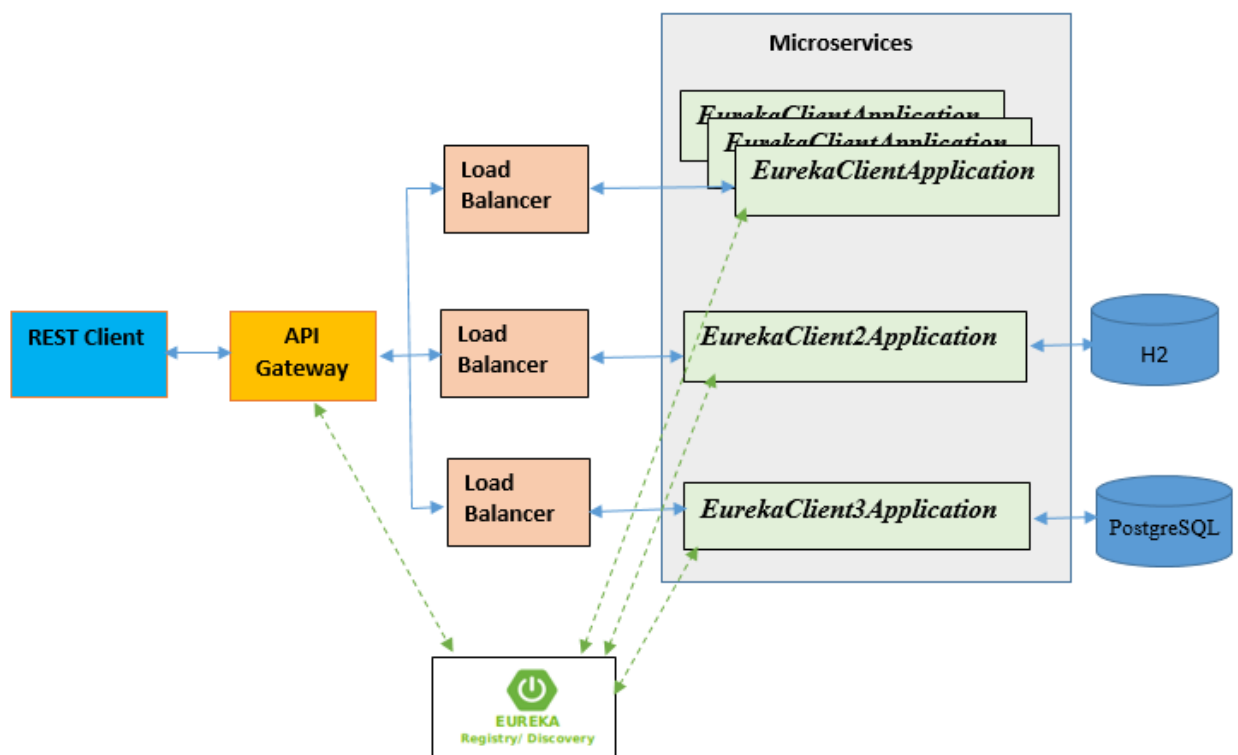 Microservices
EurekaClientApplication
EurekaClientApplication
EurekaClientApplication
Load
Balancer
REST Client
API
Gateway
Load
Balancer
EurekaClient2Application
H2
Load
Balancer
EurekaClient3Application
PostgreSQL
EUREKA
Registry/ Discovery